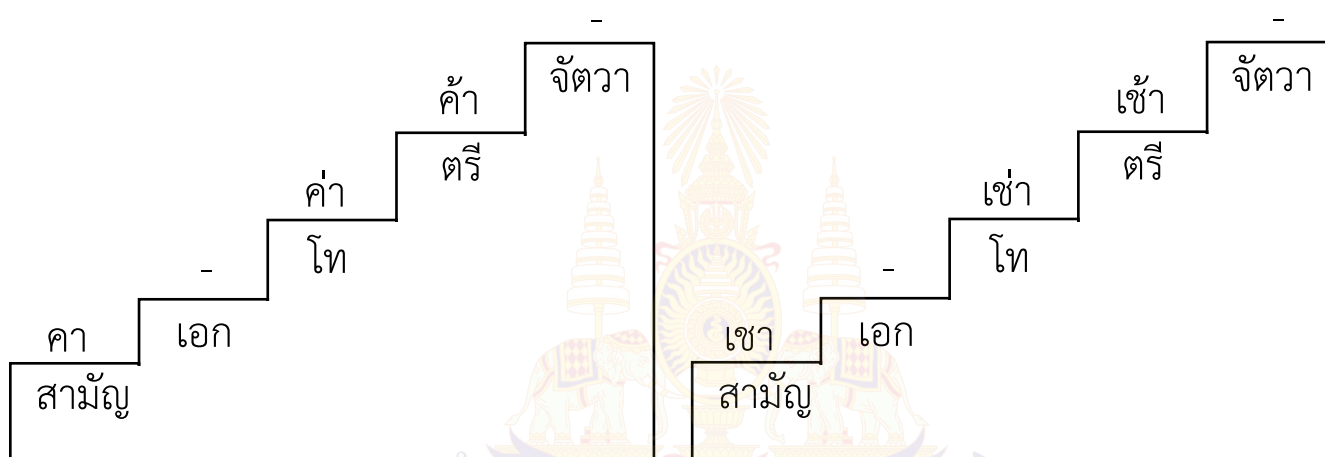 -
จัตวา
ค้า
ตรี
ค่า
โท
-
เอก
คา
สามัญ
-
จัตวา
เช้า
ตรี
เช่า
โท
-
เอก
เชา
สามัญ